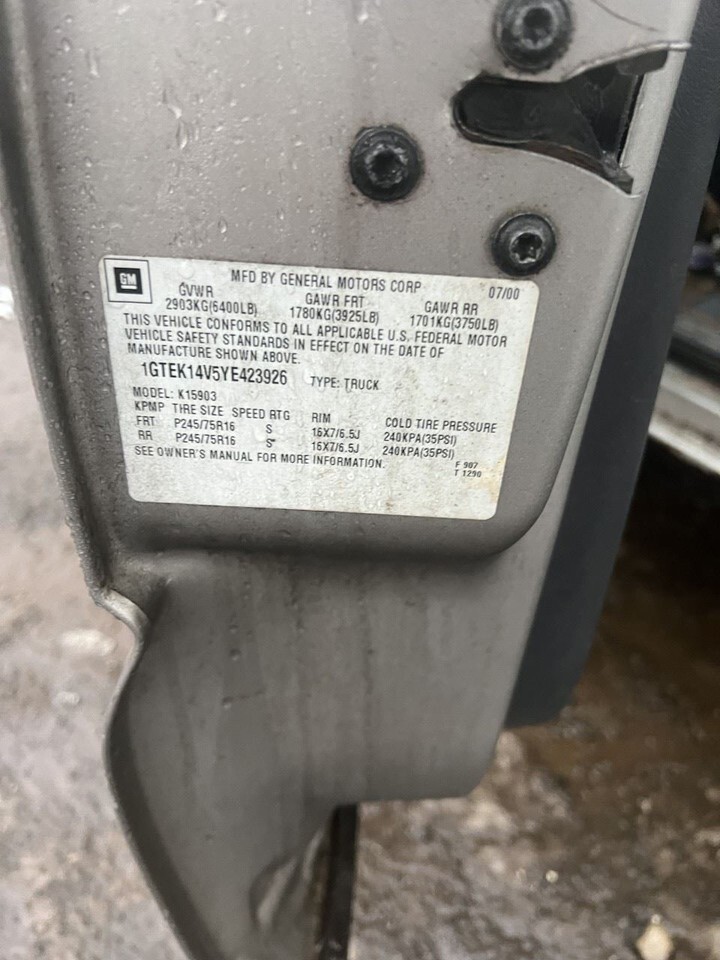 GM
MFD BY GENERAL MOTORS CORP 07/00
GVWR GAWR FRT GAWR RR
2903KG(6400LB) 1780KG(3925LB) 1701KG(3750LB)
THIS VEHICLE CONFORMS TO ALL APPLICABLE U.S. FEDERAL MOTOR
VEHICLE SAFETY STANDARDS IN EFFECT ON THE DATE OF
MANUFACTURE SHOWN ABOVE.
1GTEK14V5YE423926 TYPE: TRUCK
MODEL: K15903
KPMP TIRE SIZE SPEED RTG RIM COLD TIRE PRESSURE
FRT P245/75R16 S 16X7/6.5J 240KPA(35PSI)
RR P245/75R16 S 16X7/6.5J 240KPA(35PSI)
SEE OWNER'S MANUAL FOR MORE INFORMATION.
F 907
T 1290